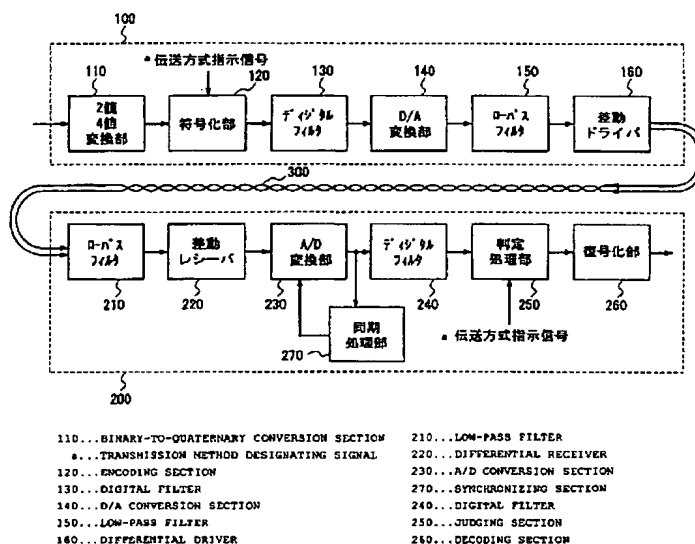 100
a 伝送方式指示信号
110
120
130
140
150
160
2値
4値
変換部
符号化部
ディジタル
フィルタ
D/A
変換部
ローパス
フィルタ
差動
ドライバ
300
ローパス
フィルタ
差動
レシーバ
A/D
変換部
ディジタル
フィルタ
判定
処理部
復号化部
210
220
230
240
250
260
同期
処理部
270
a 伝送方式指示信号
200
110...BINARY-TO-QUATERNARY CONVERSION SECTION
a...TRANSMISSION METHOD DESIGNATING SIGNAL
120...ENCODING SECTION
130...DIGITAL FILTER
140...D/A CONVERSION SECTION
150...LOW-PASS FILTER
160...DIFFERENTIAL DRIVER
210...LOW-PASS FILTER
220...DIFFERENTIAL RECEIVER
230...A/D CONVERSION SECTION
270...SYNCHRONIZING SECTION
240...DIGITAL FILTER
250...JUDGING SECTION
260...DECODING SECTION